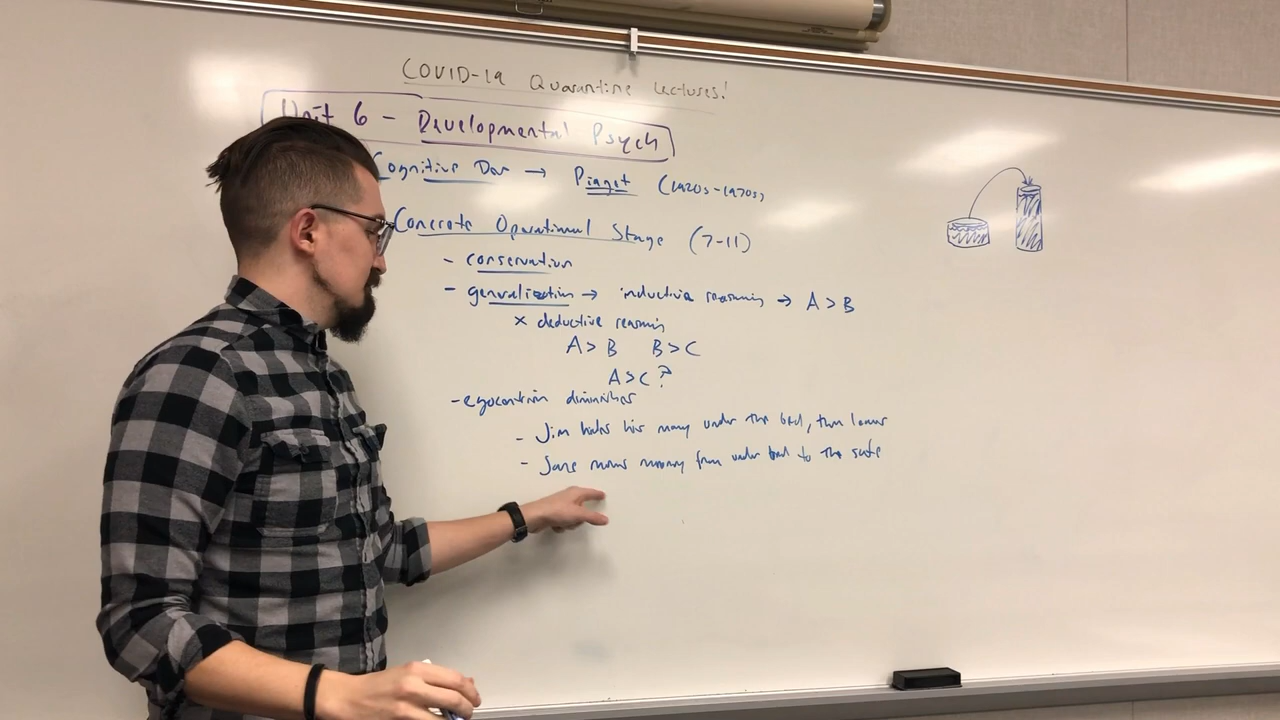 COVID-19 Quarantine Lectures!
Unit 6 - Developmental Psych
Cognitive Dev → Piaget (1920s-1970s)
Concrete Operational Stage (7-11)
- conservation
- generalization → inductive reasoning → A > B
× deductive reasoning
A > B B > C
A > C ?
- egocentrism diminishes
- Jim hides his money under the bed, then leaves
- Jane moves money from under bed to the safe